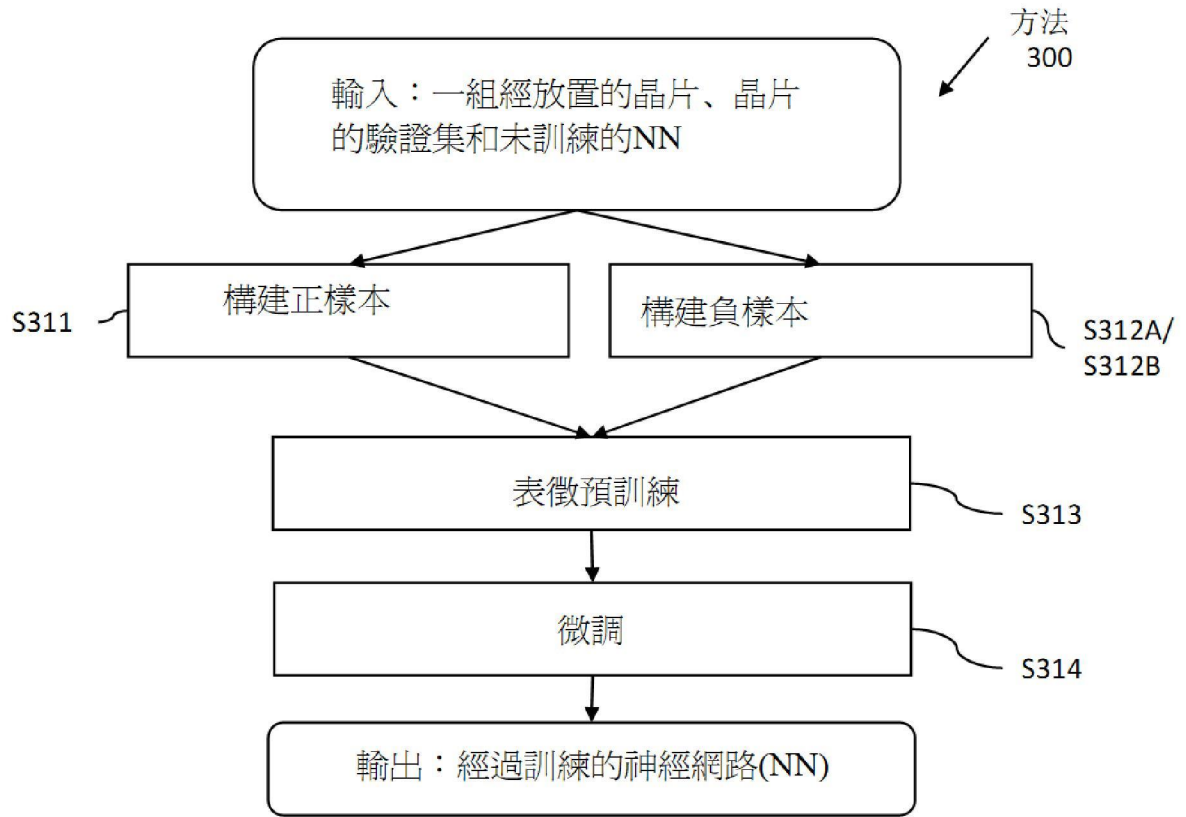 方法
300
輸入：一組經放置的晶片、晶片
的驗證集和未訓練的NN
構建正樣本
構建負樣本
S311
S312A/
S312B
表徵預訓練
S313
微調
S314
輸出：經過訓練的神經網路(NN)